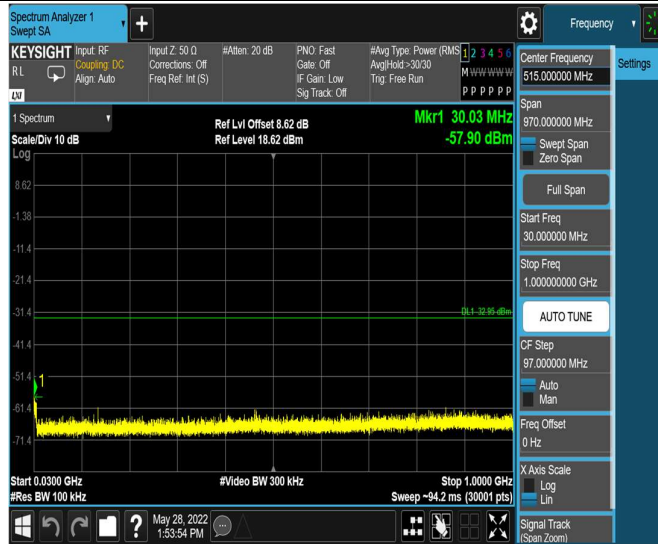 Spectrum Analyzer 1
Swept SA
+
Frequency
KEYSIGHT
RL
LXI
Input: RF
Coupling: DC
Align: Auto
Input Z: 50 Ω
Corrections: Off
Freq Ref: Int (S)
#Atten: 20 dB
PNO: Fast
Gate: Off
IF Gain: Low
Sig Track: Off
#Avg Type: Power (RMS
Avg|Hold:>30/30
Trig: Free Run
1 2 3 4 5 6
M W W W W W
P P P P P P
Center Frequency
515.000000 MHz
Settings
1 Spectrum
Scale/Div 10 dB
Log
Ref Lvl Offset 8.62 dB
Ref Level 18.62 dBm
Mkr1 30.03 MHz
-57.90 dBm
8.62
-1.38
-11.4
-21.4
-31.4
-41.4
-51.4
-61.4
-71.4
DL1 -32.95 dBm
1
Start 0.0300 GHz
#Res BW 100 kHz
#Video BW 300 kHz
Stop 1.0000 GHz
Sweep ~94.2 ms (30001 pts)
Span
970.000000 MHz
Swept Span
Zero Span
Full Span
Start Freq
30.000000 MHz
Stop Freq
1.000000000 GHz
AUTO TUNE
CF Step
97.000000 MHz
Auto
Man
Freq Offset
0 Hz
X Axis Scale
Log
Lin
Signal Track
(Span Zoom)
?
May 28, 2022
1:53:54 PM